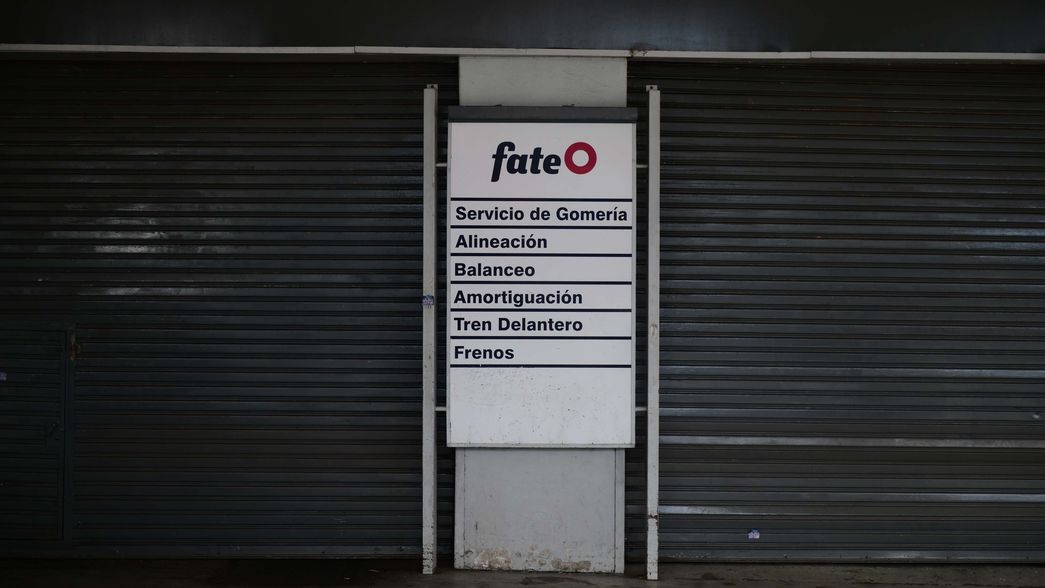 fate
Servicio de Gomería
Alineación
Balanceo
Amortiguación
Tren Delantero
Frenos